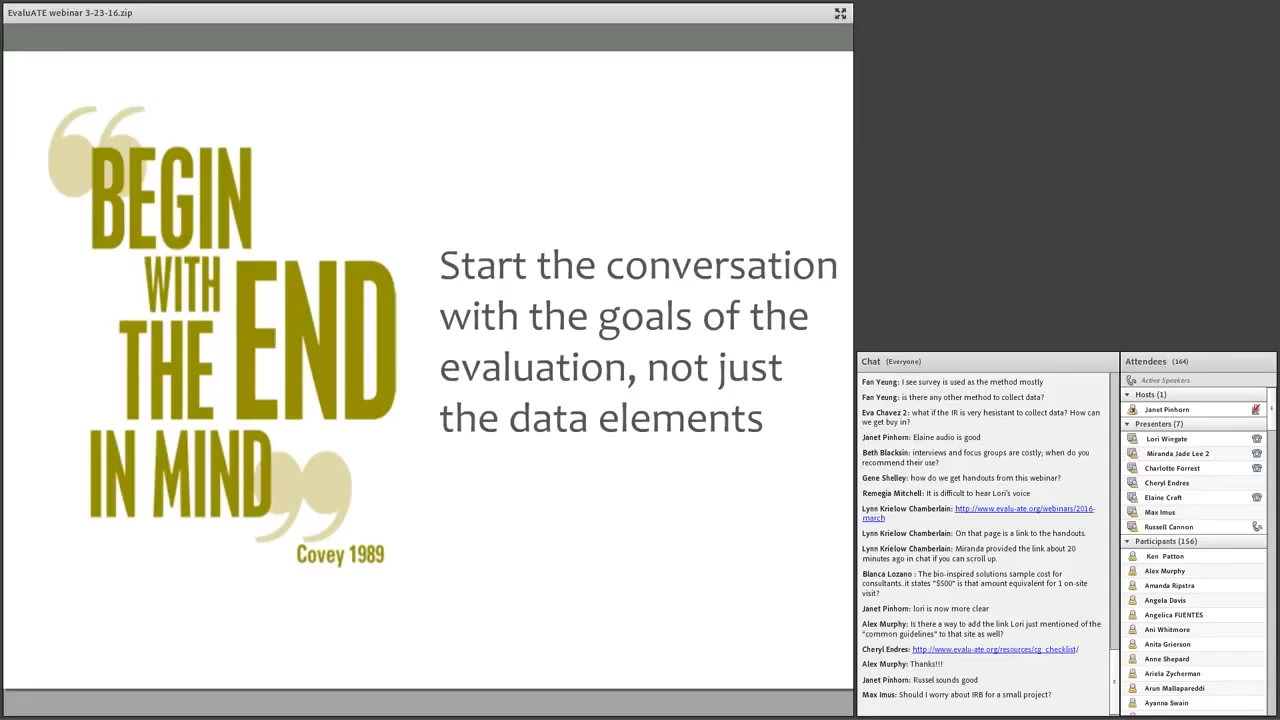 EvaluATE webinar 3-23-16.zip
BEGIN
WITH END
THE
IN MIND
Covey 1989
Start the conversation
with the goals of the
evaluation, not just
the data elements
Chat (Everyone)
Fan Yeung: I see survey is used as the method mostly
Fan Yeung: is there any other method to collect data?
Eva Chavez 2: what if the IR is very hesistant to collect data? How can
we get buy in?
Janet Pinhorn: Elaine audio is good
Beth Blacksin: interviews and focus groups are costly; when do you
recommend their use?
Gene Shelley: how do we get handouts from this webinar?
Remegia Mitchell: It is difficult to hear Lori's voice
Lynn Krielow Chamberlain: http://www.evalu-ate.org/webinars/2016-
march
Lynn Krielow Chamberlain: On that page is a link to the handouts.
Lynn Krielow Chamberlain: Miranda provided the link about 20
minutes ago in chat if you can scroll up.
Blanca Lozano : The bio-inspired solutions sample cost for
consultants..it states "$500" is that amount equivalent for 1 on-site
visit?
Janet Pinhorn: lori is now more clear
Alex Murphy: Is there a way to add the link Lori just mentioned of the
"common guidelines" to that site as well?
Cheryl Endres: http://www.evalu-ate.org/resources/cg_checklist/
Alex Murphy: Thanks!!!
Janet Pinhorn: Russel sounds good
Max Imus: Should I worry about IRB for a small project?
Attendees (164)
Active Speakers
Hosts (1)
Janet Pinhorn
Presenters (7)
Lori Wingate
Miranda Jade Lee 2
Charlotte Forrest
Cheryl Endres
Elaine Craft
Max Imus
Russell Cannon
Participants (156)
Ken Patton
Alex Murphy
Amanda Ripstra
Angela Davis
Angelica FUENTES
Ani Whitmore
Anita Grierson
Anne Shepard
Ariela Zycherman
Arun Mallapareddi
Ayanna Swain